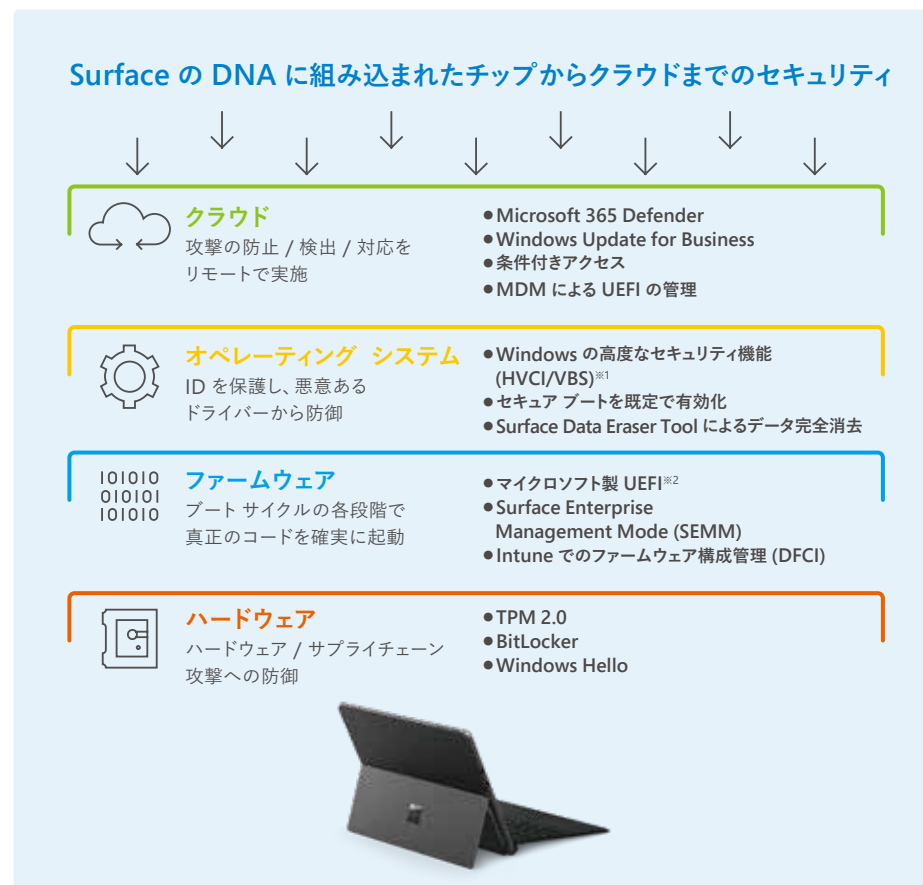 Surface の DNA に組み込まれたチップからクラウドまでのセキュリティ
クラウド
攻撃の防止 / 検出 / 対応を
リモートで実施
●Microsoft 365 Defender
●Windows Update for Business
●条件付きアクセス
●MDM による UEFI の管理
オペレーティング システム
ID を保護し、悪意ある
ドライバーから防御
●Windows の高度なセキュリティ機能
(HVCI/VBS)※1
●セキュア ブートを既定で有効化
●Surface Data Eraser Tool によるデータ完全消去
101010
010101
101010
ファームウェア
ブート サイクルの各段階で
真正のコードを確実に起動
●マイクロソフト製 UEFI※2
●Surface Enterprise
Management Mode (SEMM)
●Intune でのファームウェア構成管理 (DFCI)
ハードウェア
ハードウェア / サプライチェーン
攻撃への防御
●TPM 2.0
●BitLocker
●Windows Hello